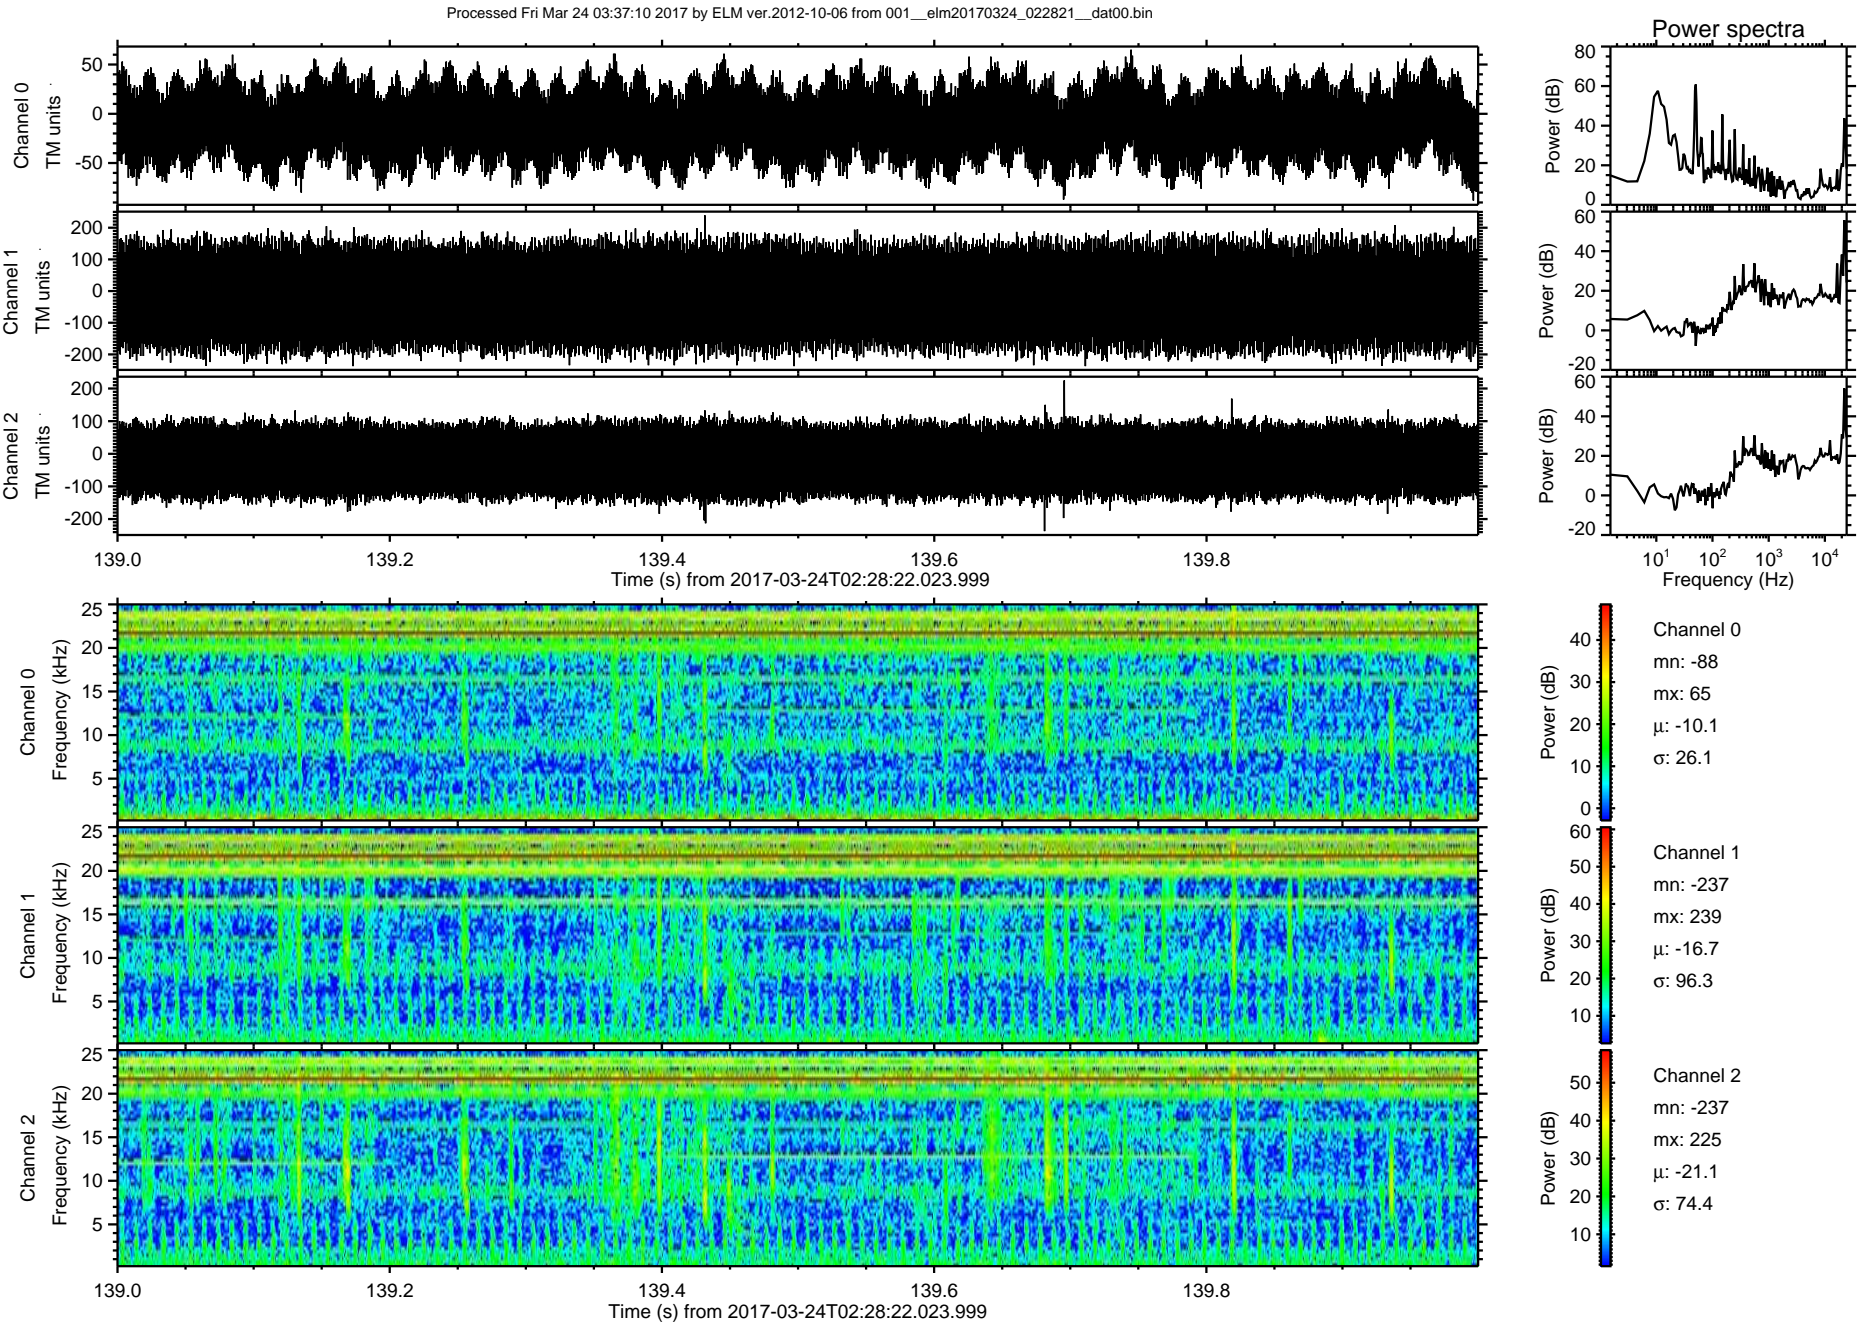 Processed Fri Mar 24 03:37:10 2017 by ELM ver.2012-10-06 from 001__elm20170324_022821__dat00.bin
Power spectra
Channel 0
TM units
50
0
-50
Power (dB)
80
60
40
20
0
Channel 1
TM units
200
100
0
-100
-200
Power (dB)
60
40
20
0
-20
Channel 2
TM units
200
100
0
-100
-200
Power (dB)
60
40
20
0
-20
139.0 139.2 139.4 139.6 139.8
Time (s) from 2017-03-24T02:28:22.023.999
10¹ 10² 10³ 10⁴
Frequency (Hz)
Channel 0
Frequency (kHz)
25
20
15
10
5
Power (dB)
40
30
20
10
0
Channel 0
mn: -88
mx: 65
μ: -10.1
σ: 26.1
Channel 1
Frequency (kHz)
25
20
15
10
5
Power (dB)
60
50
40
30
20
10
Channel 1
mn: -237
mx: 239
μ: -16.7
σ: 96.3
Channel 2
Frequency (kHz)
25
20
15
10
5
Power (dB)
50
40
30
20
10
Channel 2
mn: -237
mx: 225
μ: -21.1
σ: 74.4
139.0 139.2 139.4 139.6 139.8
Time (s) from 2017-03-24T02:28:22.023.999